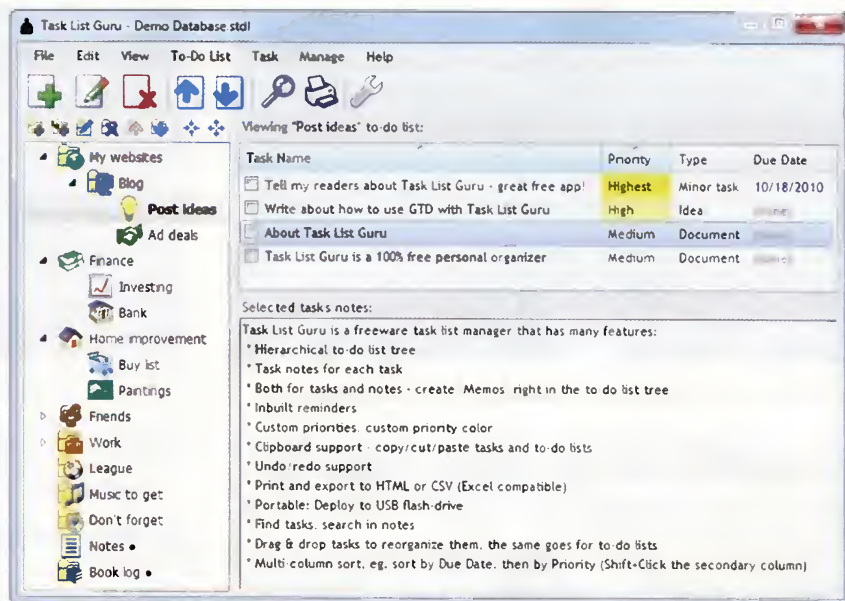 Task List Guru - Demo Database.stdl
File Edit View To-Do List Task Manage Help
Viewing "Post ideas" to-do list:
My websites
Blog
Post ideas
Ad deals
Finance
Investing
Bank
Home improvement
Buy list
Paintings
Friends
Work
League
Music to get
Don't forget
Notes •
Book log •
Task Name Priority Type Due Date
Tell my readers about Task List Guru - great free app! Highest Minor task 10/18/2010
Write about how to use GTD with Task List Guru High Idea
About Task List Guru Medium Document
Task List Guru is a 100% free personal organizer Medium Document
Selected tasks notes:
Task List Guru is a freeware task list manager that has many features:
* Hierarchical to-do list tree
* Task notes for each task
* Both for tasks and notes - create Memos right in the to do list tree
* Inbuilt reminders
* Custom priorities, custom priority color
* Clipboard support - copy/cut/paste tasks and to-do lists
* Undo/redo support
* Print and export to HTML or CSV (Excel compatible)
* Portable: Deploy to USB flash-drive
* Find tasks, search in notes
* Drag & drop tasks to reorganize them, the same goes for to-do lists
* Multi-column sort, eg. sort by Due Date, then by Priority (Shift+Click the secondary column)